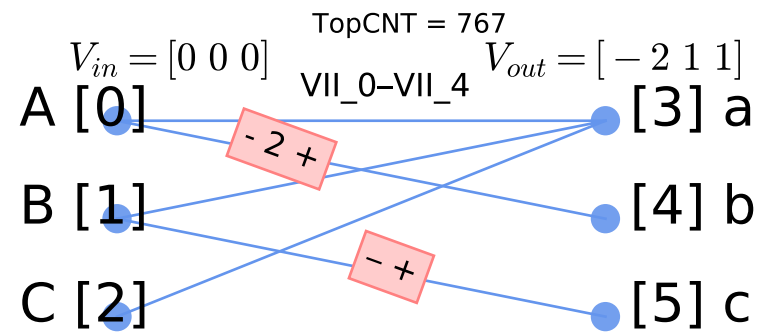 TopCNT = 767
V_in = [0 0 0] V_out = [ − 2 1 1]
VII_0–VII_4
A [0] [3] a
- 2 +
B [1] [4] b
− +
C [2] [5] c